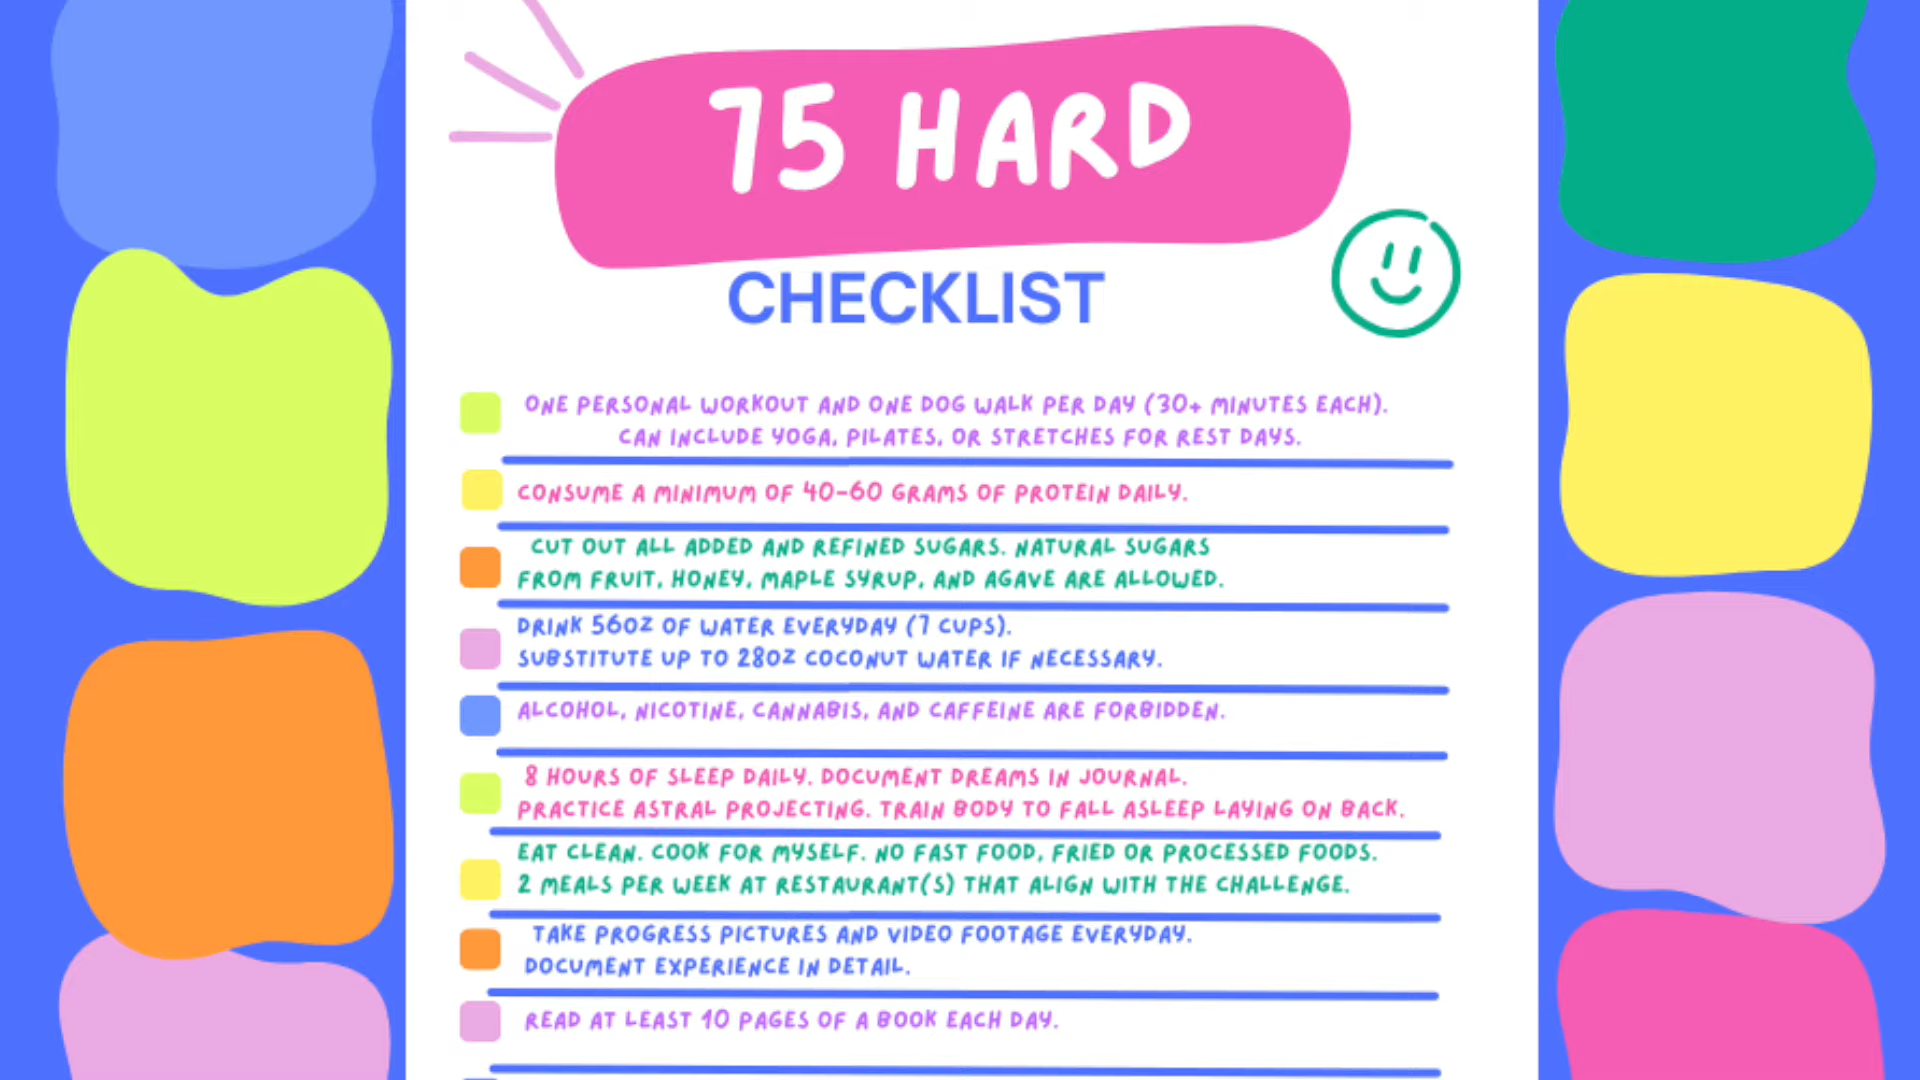 75 HARD
CHECKLIST
ONE PERSONAL WORKOUT AND ONE DOG WALK PER DAY (30+ MINUTES EACH).
CAN INCLUDE YOGA, PILATES, OR STRETCHES FOR REST DAYS.
CONSUME A MINIMUM OF 40-60 GRAMS OF PROTEIN DAILY.
CUT OUT ALL ADDED AND REFINED SUGARS. NATURAL SUGARS
FROM FRUIT, HONEY, MAPLE SYRUP, AND AGAVE ARE ALLOWED.
DRINK 56OZ OF WATER EVERYDAY (7 CUPS).
SUBSTITUTE UP TO 28OZ COCONUT WATER IF NECESSARY.
ALCOHOL, NICOTINE, CANNABIS, AND CAFFEINE ARE FORBIDDEN.
8 HOURS OF SLEEP DAILY. DOCUMENT DREAMS IN JOURNAL.
PRACTICE ASTRAL PROJECTING. TRAIN BODY TO FALL ASLEEP LAYING ON BACK.
EAT CLEAN. COOK FOR MYSELF. NO FAST FOOD, FRIED OR PROCESSED FOODS.
2 MEALS PER WEEK AT RESTAURANT(S) THAT ALIGN WITH THE CHALLENGE.
TAKE PROGRESS PICTURES AND VIDEO FOOTAGE EVERYDAY.
DOCUMENT EXPERIENCE IN DETAIL.
READ AT LEAST 10 PAGES OF A BOOK EACH DAY.